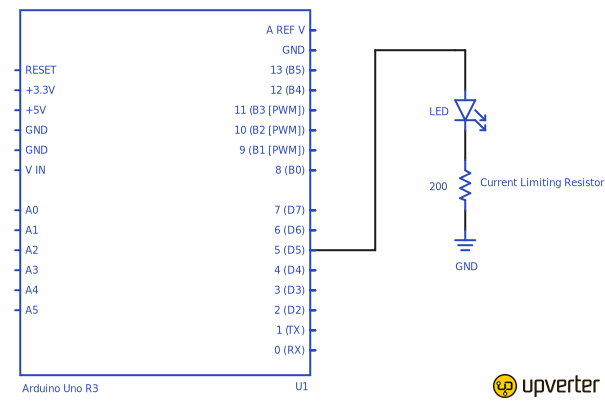 A REF V
GND
RESET
13 (B5)
+3.3V
12 (B4)
+5V
11 (B3 [PWM])
GND
10 (B2 [PWM])
GND
9 (B1 [PWM])
V IN
8 (B0)
A0
7 (D7)
A1
6 (D6)
A2
5 (D5)
A3
4 (D4)
A4
3 (D3)
A5
2 (D2)
1 (TX)
0 (RX)
Arduino Uno R3
U1
LED
200
Current Limiting Resistor
GND
upverter